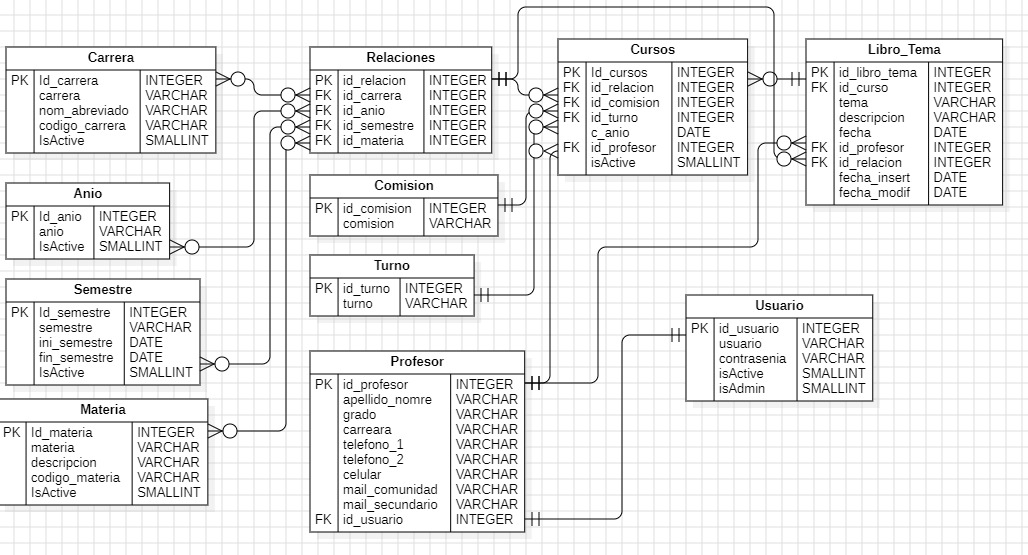 Carrera
PK Id_carrera INTEGER
carrera VARCHAR
nom_abreviado VARCHAR
codigo_carrera VARCHAR
IsActive SMALLINT
Relaciones
PK id_relacion INTEGER
FK id_carrera INTEGER
FK id_anio INTEGER
FK id_semestre INTEGER
FK id_materia INTEGER
Cursos
PK Id_cursos INTEGER
FK id_relacion INTEGER
FK id_comision INTEGER
FK id_turno INTEGER
c_anio DATE
FK id_profesor INTEGER
isActive SMALLINT
Libro_Tema
PK id_libro_tema INTEGER
FK id_curso INTEGER
tema VARCHAR
descripcion VARCHAR
fecha DATE
FK id_profesor INTEGER
FK id_relacion INTEGER
fecha_insert DATE
fecha_modif DATE
Anio
PK Id_anio INTEGER
anio VARCHAR
IsActive SMALLINT
Comision
PK id_comision INTEGER
comision VARCHAR
Semestre
PK Id_semestre INTEGER
semestre VARCHAR
ini_semestre DATE
fin_semestre DATE
IsActive SMALLINT
Turno
PK id_turno INTEGER
turno VARCHAR
Materia
PK Id_materia INTEGER
materia VARCHAR
descripcion VARCHAR
codigo_materia VARCHAR
IsActive SMALLINT
Profesor
PK id_profesor INTEGER
apellido_nomre VARCHAR
grado VARCHAR
carreara VARCHAR
telefono_1 VARCHAR
telefono_2 VARCHAR
celular VARCHAR
mail_comunidad VARCHAR
mail_secundario VARCHAR
FK id_usuario INTEGER
Usuario
PK id_usuario INTEGER
usuario VARCHAR
contrasenia VARCHAR
isActive SMALLINT
isAdmin SMALLINT